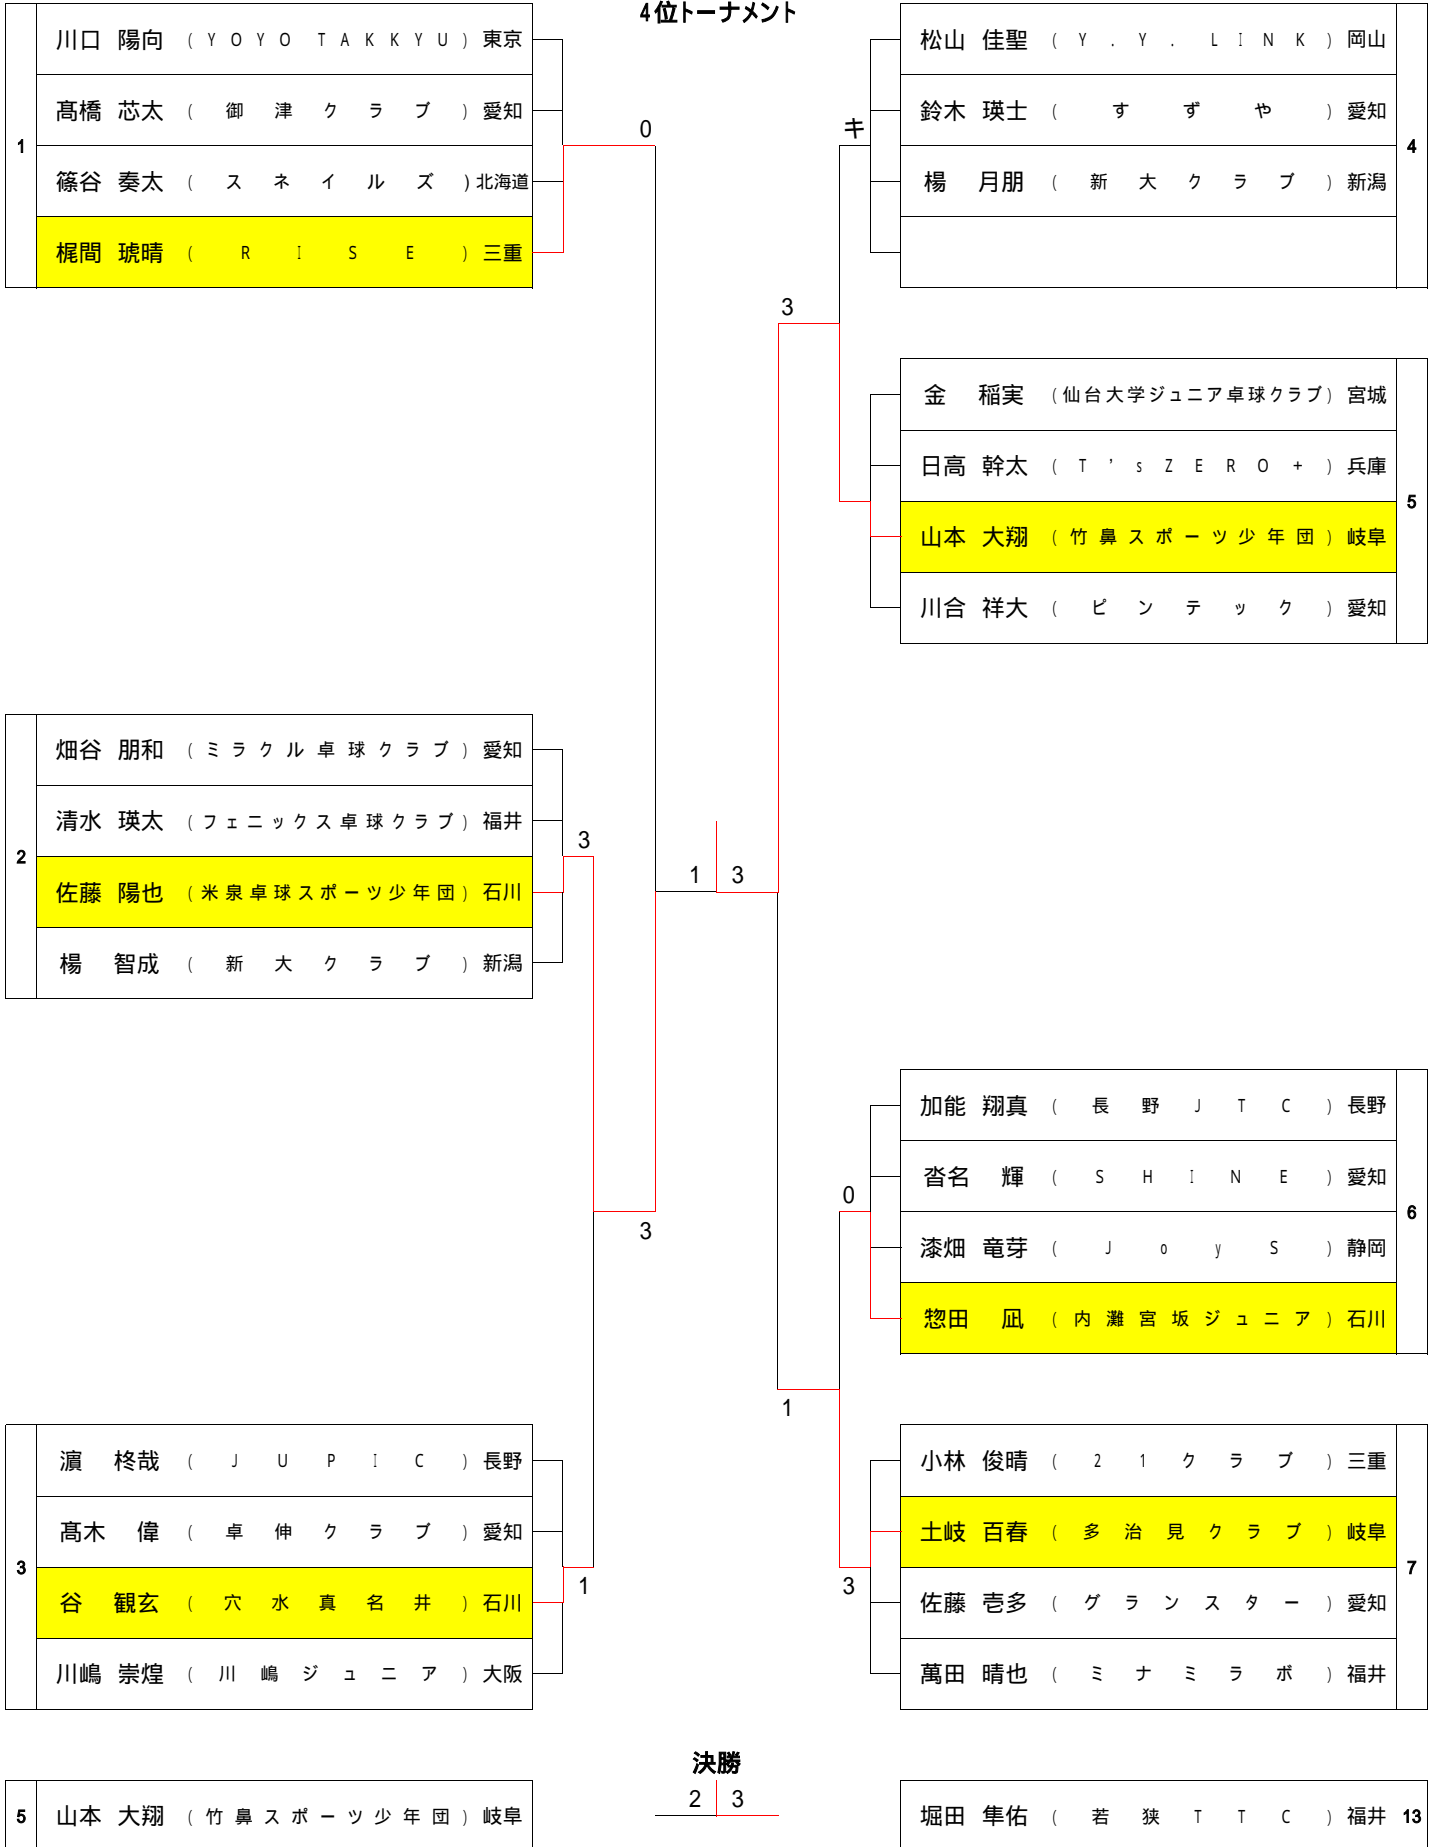 4位トーナメント
1
川口 陽向 (YOYO TAKKYU) 東京
髙橋 芯太 (御津クラブ) 愛知
篠谷 奏太 (スネイルズ) 北海道
梶間 琥晴 (RISE) 三重
0
2
畑谷 朋和 (ミラクル卓球クラブ) 愛知
清水 瑛太 (フェニックス卓球クラブ) 福井
佐藤 陽也 (米泉卓球スポーツ少年団) 石川
楊 智成 (新大クラブ) 新潟
3
3
3
濵 柊哉 (JUPIC) 長野
髙木 偉 (卓伸クラブ) 愛知
谷 観玄 (穴水真名井) 石川
川嶋 崇煌 (川嶋ジュニア) 大阪
1
1 3
松山 佳聖 (Y.Y.LINK) 岡山
鈴木 瑛士 (すずや) 愛知
楊 月朋 (新大クラブ) 新潟
4
キ
3
金 稲実 (仙台大学ジュニア卓球クラブ) 宮城
日高 幹太 (T'sZERO+) 兵庫
山本 大翔 (竹鼻スポーツ少年団) 岐阜
川合 祥大 (ピンテック) 愛知
5
加能 翔真 (長野JTC) 長野
沓名 輝 (SHINE) 愛知
漆畑 竜芽 (JoyS) 静岡
惣田 凪 (内灘宮坂ジュニア) 石川
6
0
1
小林 俊晴 (21クラブ) 三重
土岐 百春 (多治見クラブ) 岐阜
佐藤 壱多 (グランスター) 愛知
萬田 晴也 (ミナミラボ) 福井
7
3
決勝
5 山本 大翔 (竹鼻スポーツ少年団) 岐阜
2 3
堀田 隼佑 (若狭TTC) 福井 13